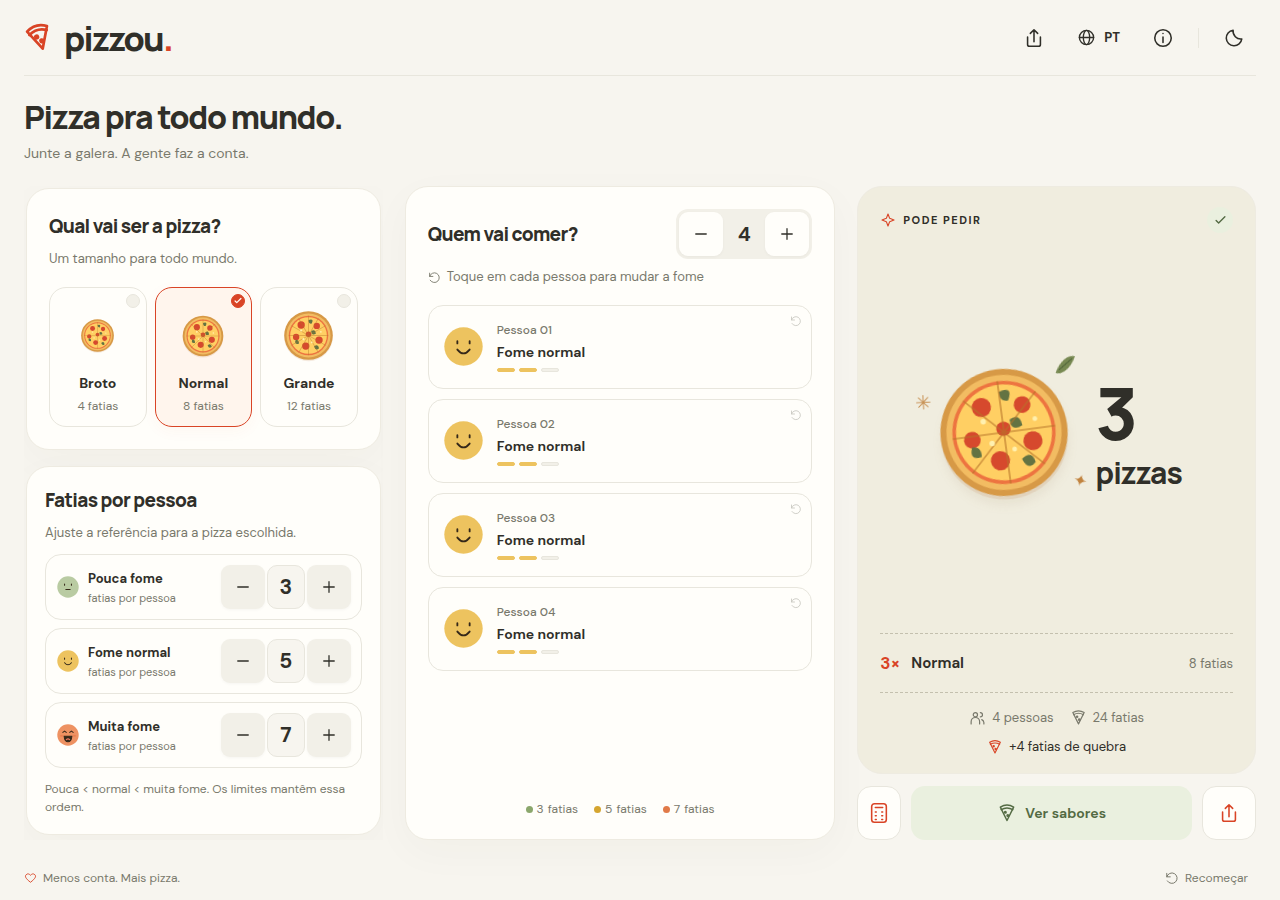 pizzou.
PT
Pizza pra todo mundo.
Junte a galera. A gente faz a conta.
Qual vai ser a pizza?
Um tamanho para todo mundo.
Broto
4 fatias
Normal
8 fatias
Grande
12 fatias
Fatias por pessoa
Ajuste a referência para a pizza escolhida.
Pouca fome
fatias por pessoa
− 3 +
Fome normal
fatias por pessoa
− 5 +
Muita fome
fatias por pessoa
− 7 +
Pouca < normal < muita fome. Os limites mantêm essa
ordem.
Quem vai comer?
− 4 +
Toque em cada pessoa para mudar a fome
Pessoa 01
Fome normal
Pessoa 02
Fome normal
Pessoa 03
Fome normal
Pessoa 04
Fome normal
3 fatias 5 fatias 7 fatias
PODE PEDIR
3
pizzas
3× Normal 8 fatias
4 pessoas 24 fatias
+4 fatias de quebra
Ver sabores
Menos conta. Mais pizza.
Recomeçar